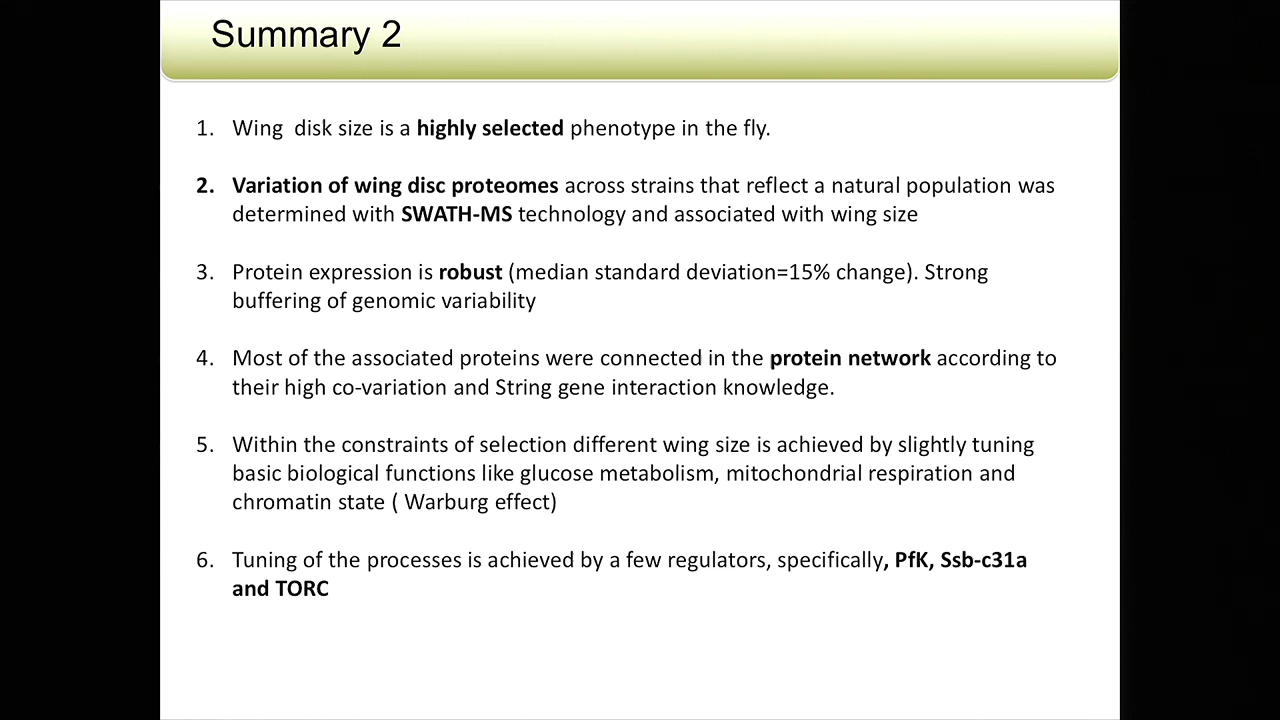 Summary 2
1. Wing  disk size is a highly selected phenotype in the fly.
2. Variation of wing disc proteomes across strains that reflect a natural population was
determined with SWATH-MS technology and associated with wing size
3. Protein expression is robust (median standard deviation=15% change). Strong
buffering of genomic variability
4. Most of the associated proteins were connected in the protein network according to
their high co-variation and String gene interaction knowledge.
5. Within the constraints of selection different wing size is achieved by slightly tuning
basic biological functions like glucose metabolism, mitochondrial respiration and
chromatin state ( Warburg effect)
6. Tuning of the processes is achieved by a few regulators, specifically, PfK, Ssb-c31a
and TORC